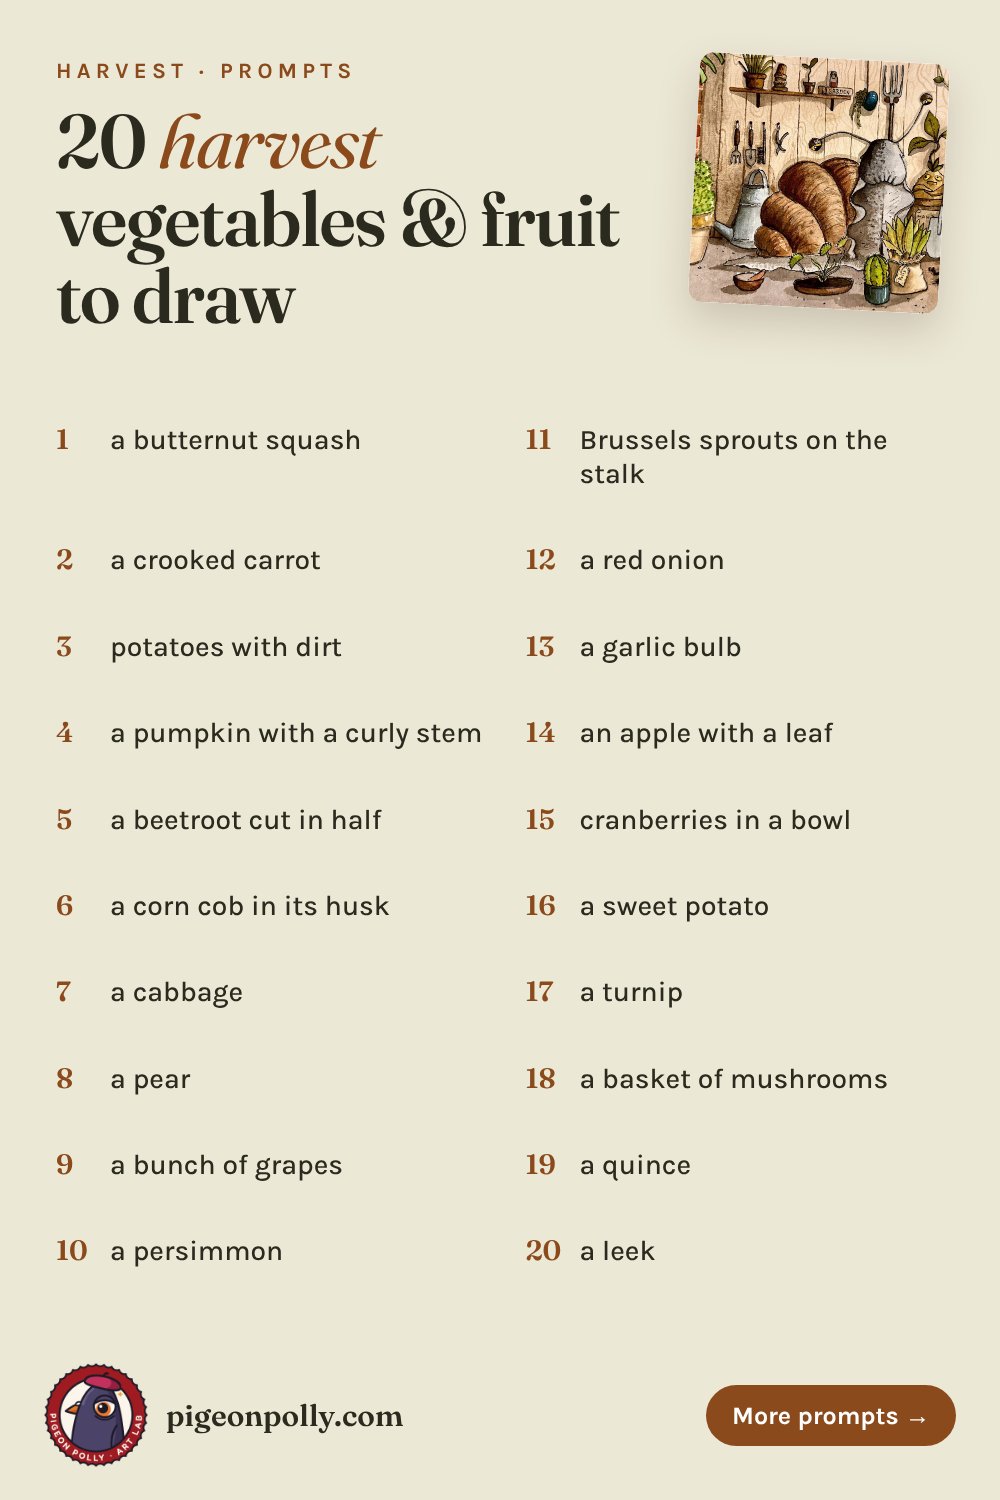 HARVEST · PROMPTS
20 harvest
vegetables & fruit
to draw
1 a butternut squash
2 a crooked carrot
3 potatoes with dirt
4 a pumpkin with a curly stem
5 a beetroot cut in half
6 a corn cob in its husk
7 a cabbage
8 a pear
9 a bunch of grapes
10 a persimmon
11 Brussels sprouts on the
stalk
12 a red onion
13 a garlic bulb
14 an apple with a leaf
15 cranberries in a bowl
16 a sweet potato
17 a turnip
18 a basket of mushrooms
19 a quince
20 a leek
PIGEON POLLY · ART LAB
pigeonpolly.com
More prompts →